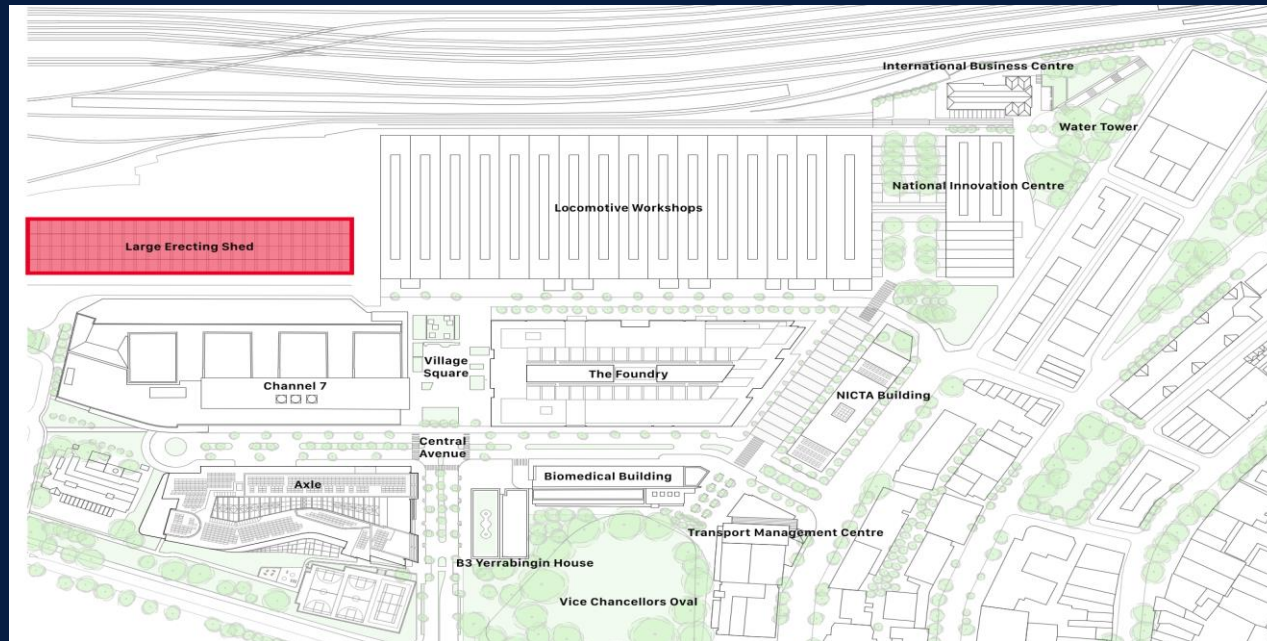 International Business Centre
Water Tower
National Innovation Centre
Locomotive Workshops
Large Erecting Shed
Village
Square
The Foundry
Channel 7
NICTA Building
Central
Avenue
Biomedical Building
Axle
Transport Management Centre
B3 Yerrabingin House
Vice Chancellors Oval